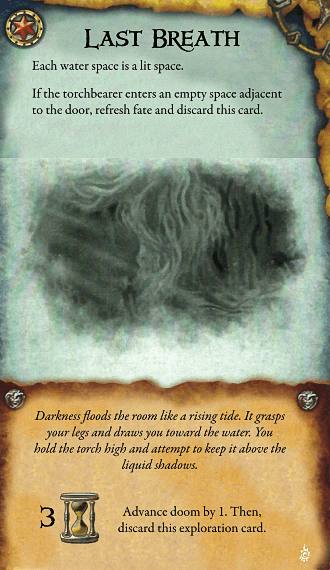 Last Breath
Each water space is a lit space.
If the torchbearer enters an empty space adjacent
to the door, refresh fate and discard this card.
Darkness floods the room like a rising tide. It grasps
your legs and draws you toward the water. You
hold the torch high and attempt to keep it above the
liquid shadows.
3
Advance doom by 1. Then,
discard this exploration card.